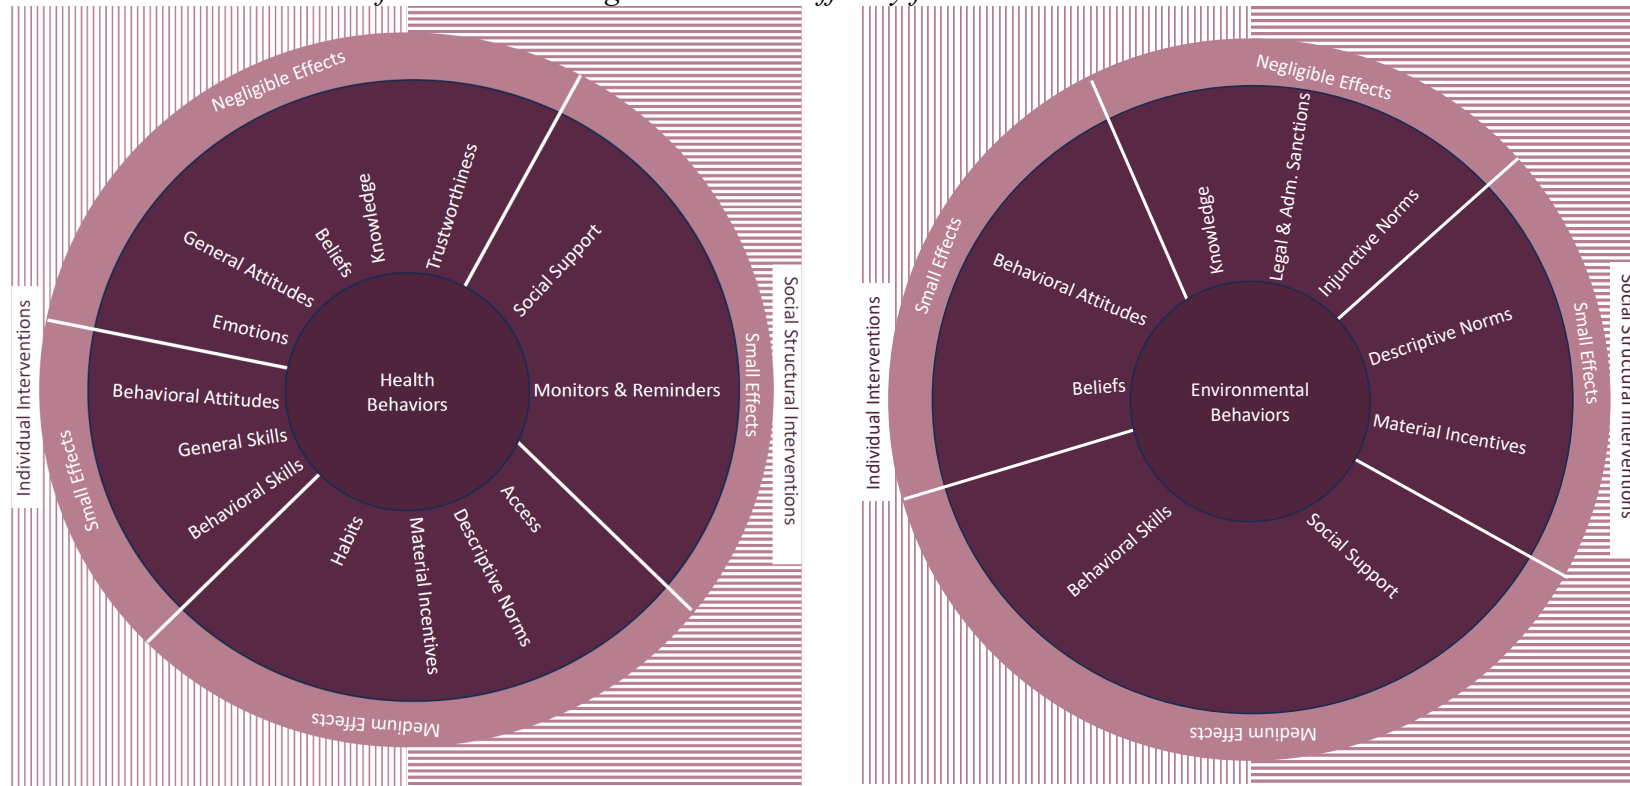 Negligible Effects
Trustworthiness
Knowledge
Beliefs
General Attitudes
Emotions
Social Support
Monitors & Reminders
Small Effects
Health
Behaviors
Behavioral Attitudes
General Skills
Behavioral Skills
Small Effects
Habits
Material Incentives
Descriptive Norms
Access
Medium Effects
Individual Interventions
Social Structural Interventions
Negligible Effects
Knowledge
Legal & Adm. Sanctions
Injunctive Norms
Small Effects
Behavioral Attitudes
Beliefs
Descriptive Norms
Material Incentives
Small Effects
Environmental
Behaviors
Behavioral Skills
Social Support
Medium Effects
Individual Interventions
Social Structural Interventions